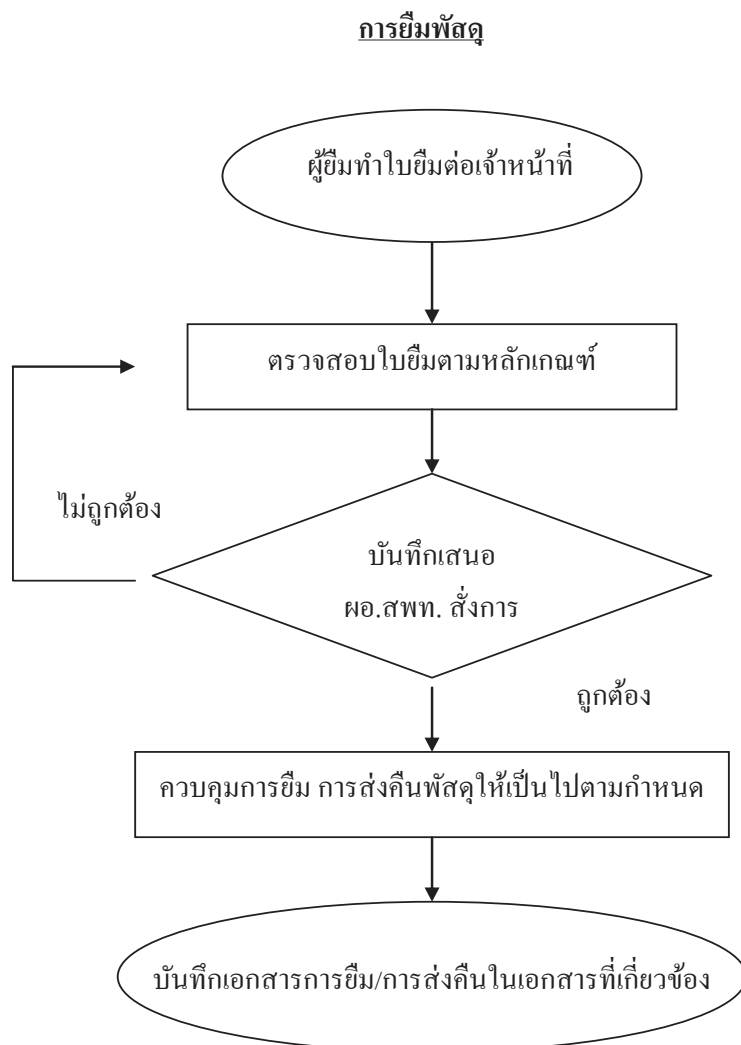 การยืมพัสดุ
ผู้ยืมทำใบยืมต่อเจ้าหน้าที่
ตรวจสอบใบยืมตามหลักเกณฑ์
ไม่ถูกต้อง
บันทึกเสนอ
ผอ.สพท. สั่งการ
ถูกต้อง
ควบคุมการยืม การส่งคืนพัสดุให้เป็นไปตามกำหนด
บันทึกเอกสารการยืม/การส่งคืนในเอกสารที่เกี่ยวข้อง